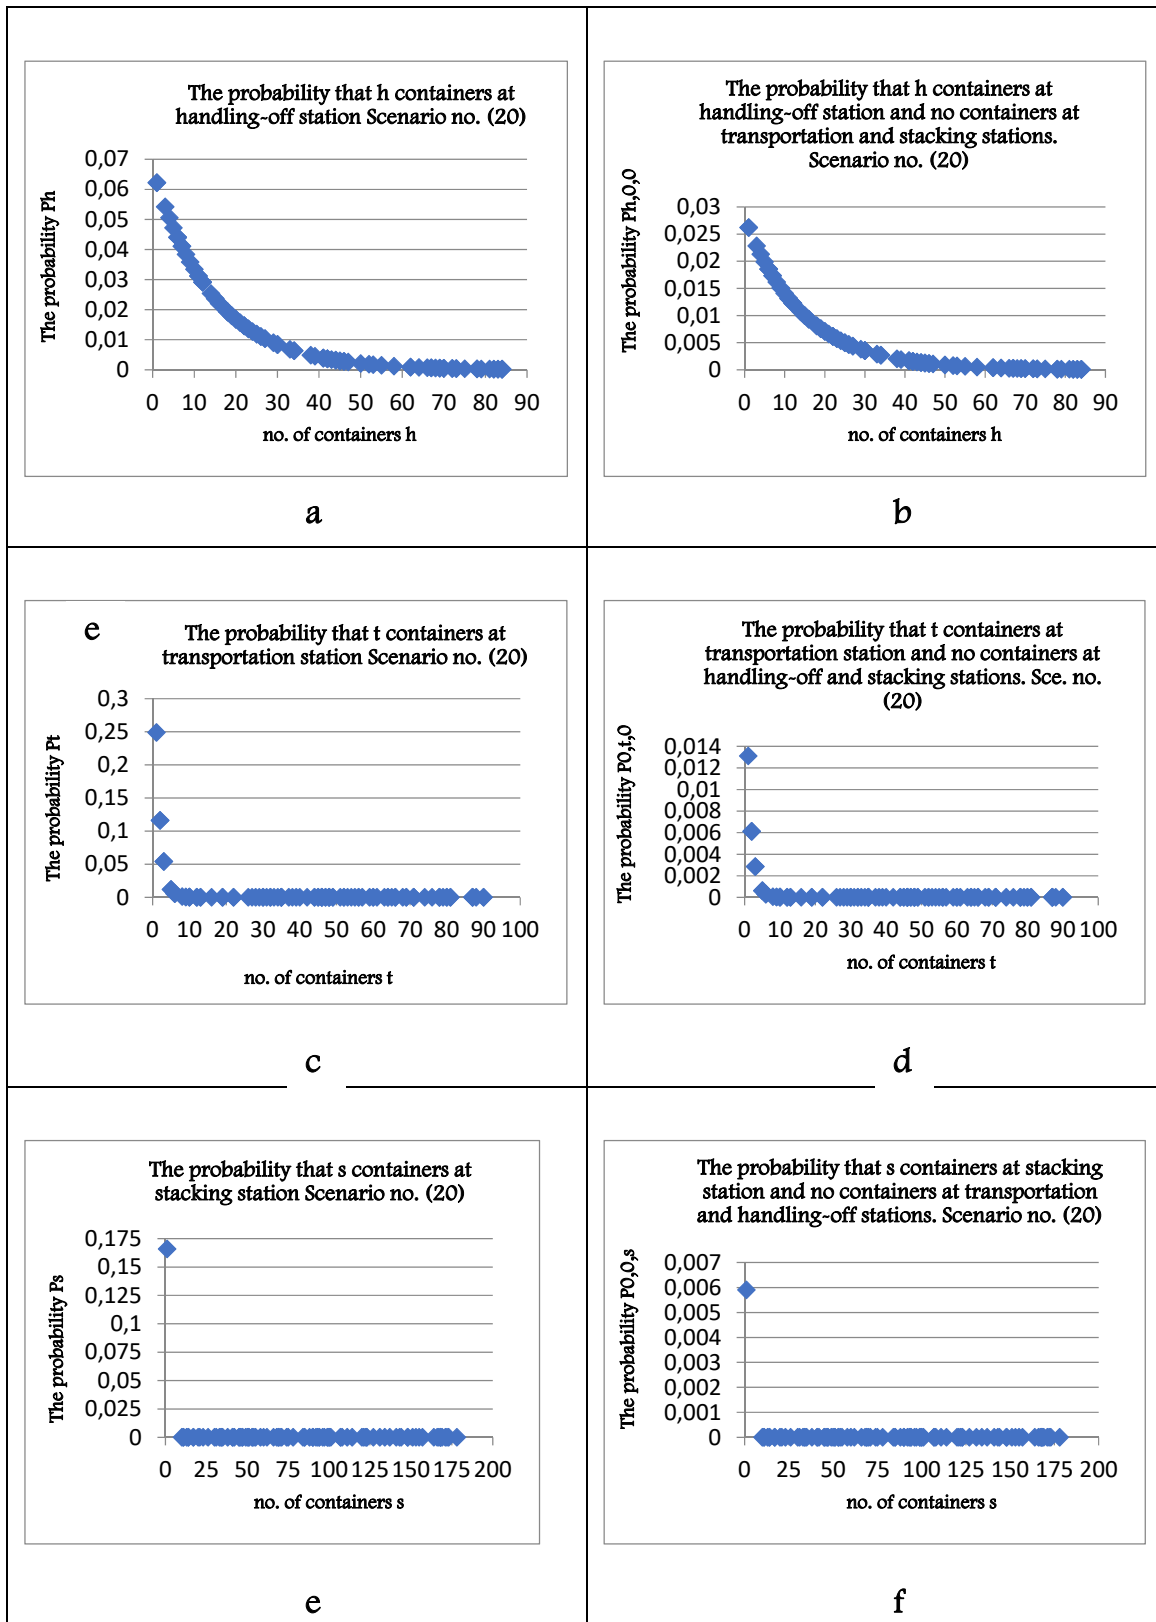 The probability that h containers at
handling-off station Scenario no. (20)
The probability Ph
0,07
0,06
0,05
0,04
0,03
0,02
0,01
0
0 10 20 30 40 50 60 70 80 90
no. of containers h
a
The probability that h containers at
handling-off station and no containers at
transportation and stacking stations.
Scenario no. (20)
The probability Ph,0,0
0,03
0,025
0,02
0,015
0,01
0,005
0
0 10 20 30 40 50 60 70 80 90
no. of containers h
b
e
The probability that t containers at
transportation station Scenario no. (20)
The probability Pt
0,3
0,25
0,2
0,15
0,1
0,05
0
0 10 20 30 40 50 60 70 80 90 100
no. of containers t
c
The probability that t containers at
transportation station and no containers at
handling-off and stacking stations. Sce. no.
(20)
The probability P0,t,0
0,014
0,012
0,01
0,008
0,006
0,004
0,002
0
0 10 20 30 40 50 60 70 80 90 100
no. of containers t
d
The probability that s containers at
stacking station Scenario no. (20)
The probability Ps
0,175
0,15
0,125
0,1
0,075
0,05
0,025
0
0 25 50 75 100 125 150 175 200
no. of containers s
e
The probability that s containers at stacking
station and no containers at transportation
and handling-off stations. Scenario no. (20)
The probability P0,0,s
0,007
0,006
0,005
0,004
0,003
0,002
0,001
0
0 25 50 75 100 125 150 175 200
no. of containers s
f